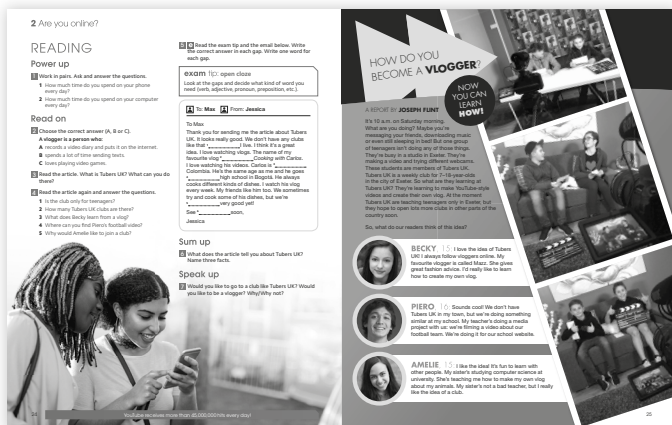 2 Are you online?
READING
Power up
1 Work in pairs. Ask and answer the questions.
1 How much time do you spend on your phone
every day?
2 How much time do you spend on your computer
every day?
Read on
2 Choose the correct answer (A, B or C).
A vlogger is a person who:
A records a video diary and puts it on the internet.
B spends a lot of time sending texts
C loves playing video games.
3 Read the article. What is Tubers UK? What can you do
there?
4 Read the article again and answer the questions.
1 Is the club only for teenagers?
2 How many Tubers UK clubs are there?
3 What does Becky learn from a vlog?
4 Where can you find Piero's football video?
5 Why would Amelie like to join a club?
5 Read the exam tip and the email below. Write
the correct answer in each gap. Write one word for
each gap.
exam tip: open cloze
Look at the gaps and decide what kind of word you
need (verb, adjective, pronoun, preposition, etc.).
To: Max From: Jessica
To Max
Thank you for sending me the article about Tubers
UK. It looks really good. We don't have any clubs
like that ________ I live. I think it's a great
idea. I love watching vlogs. The name of my
favourite vlog ________ Cooking with Carlos.
I love watching his videos. Carlos is ________
Colombia. He's the same age as me and he goes
________ high school in Bogotá. He always
cooks different kinds of dishes. I watch his vlog
every week. My friends like him too. We sometimes
try and cook some of his dishes, but we're
________ very good yet!
See ________ soon,
Jessica
Sum up
6 What does the article tell you about Tubers UK?
Name three facts.
Speak up
7 Would you like to go to a club like Tubers UK? Would
you like to be a vlogger? Why/Why not?
24
YouTube receives more than 45,000,000 hits every day!
HOW DO YOU
BECOME A VLOGGER?
NOW
YOU CAN
LEARN
HOW!
A REPORT BY JOSEPH FLINT
It's 10 a.m. on Saturday morning.
What are you doing? Maybe you're
messaging your friends, downloading music
or even still sleeping in bed! But one group
of teenagers isn't doing any of those things.
They're busy in a studio in Exeter. They're
making a video and trying different webcams.
These students are members of Tubers UK.
Tubers UK is a weekly club for 7–18-year-olds
in the city of Exeter. So what are they learning at
Tubers UK? They're learning to make YouTube-style
videos and create their own vlog. At the moment
Tubers UK are teaching teenagers only in Exeter, but
they hope to open lots more clubs in other parts of the
country soon.
So, what do our readers think of this idea?
BECKY, 15: I love the idea of Tubers
UK! I always follow vloggers online. My
favourite vlogger is called Mazz. She gives
great fashion advice. I'd really like to learn
how to create my own vlog.
PIERO, 16: Sounds cool! We don't have
Tubers UK in my town, but we're doing something
similar at my school. My teacher's doing a media
project with us: we're filming a video about our
football team. We're doing it for our school website.
AMELIE, 15: I like the idea! It's fun to learn with
other people. My sister's studying computer science at
university. She's teaching me how to make my own vlog
about my animals. My sister's not a bad teacher, but I really
like the idea of a club.
25